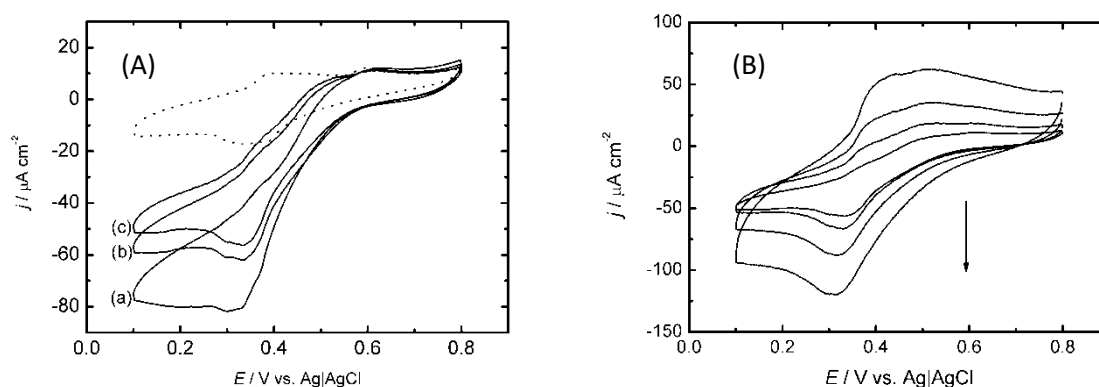 (A)
20
0
-20
-40
-60
-80
j / μA cm⁻²
(c)
(b)
(a)
0.0 0.2 0.4 0.6 0.8
E / V vs. Ag|AgCl
(B)
100
50
0
-50
-100
-150
j / μA cm⁻²
0.0 0.2 0.4 0.6 0.8
E / V vs. Ag|AgCl